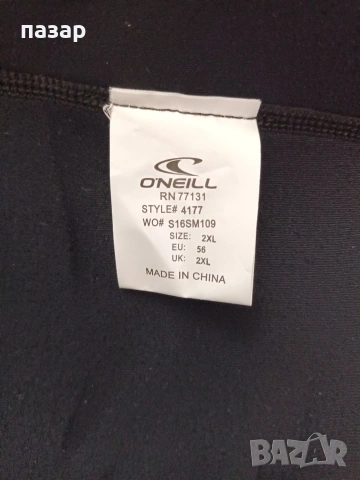 пазар
O'NEILL
RN 77131
STYLE# 4177
WO# S16SM109
SIZE: 2XL
EU: 56
UK: 2XL
MADE IN CHINA
BAZAR